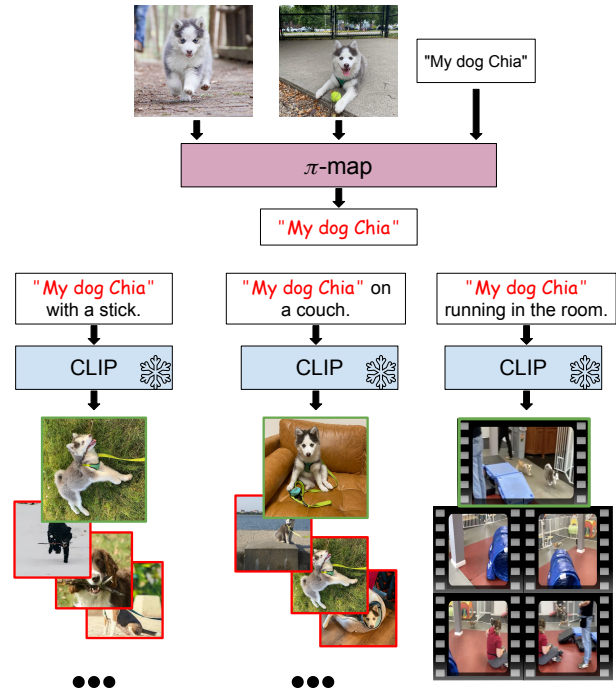 "My dog Chia"
π-map
"My dog Chia"
"My dog Chia"
with a stick.
"My dog Chia" on
a couch.
"My dog Chia"
running in the room.
CLIP
CLIP
CLIP